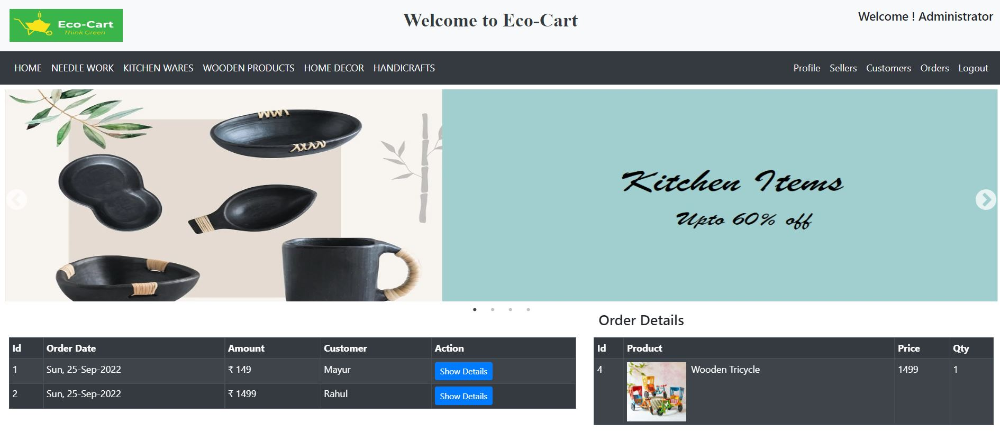 Eco-Cart
Think Green
Welcome to Eco-Cart
Welcome ! Administrator
HOME NEEDLE WORK KITCHEN WARES WOODEN PRODUCTS HOME DECOR HANDICRAFTS
Profile Sellers Customers Orders Logout
Kitchen Items
Upto 60% off
Id Order Date Amount Customer Action
1 Sun, 25-Sep-2022 ₹ 149 Mayur Show Details
2 Sun, 25-Sep-2022 ₹ 1499 Rahul Show Details
Order Details
Id Product Price Qty
4 Wooden Tricycle 1499 1